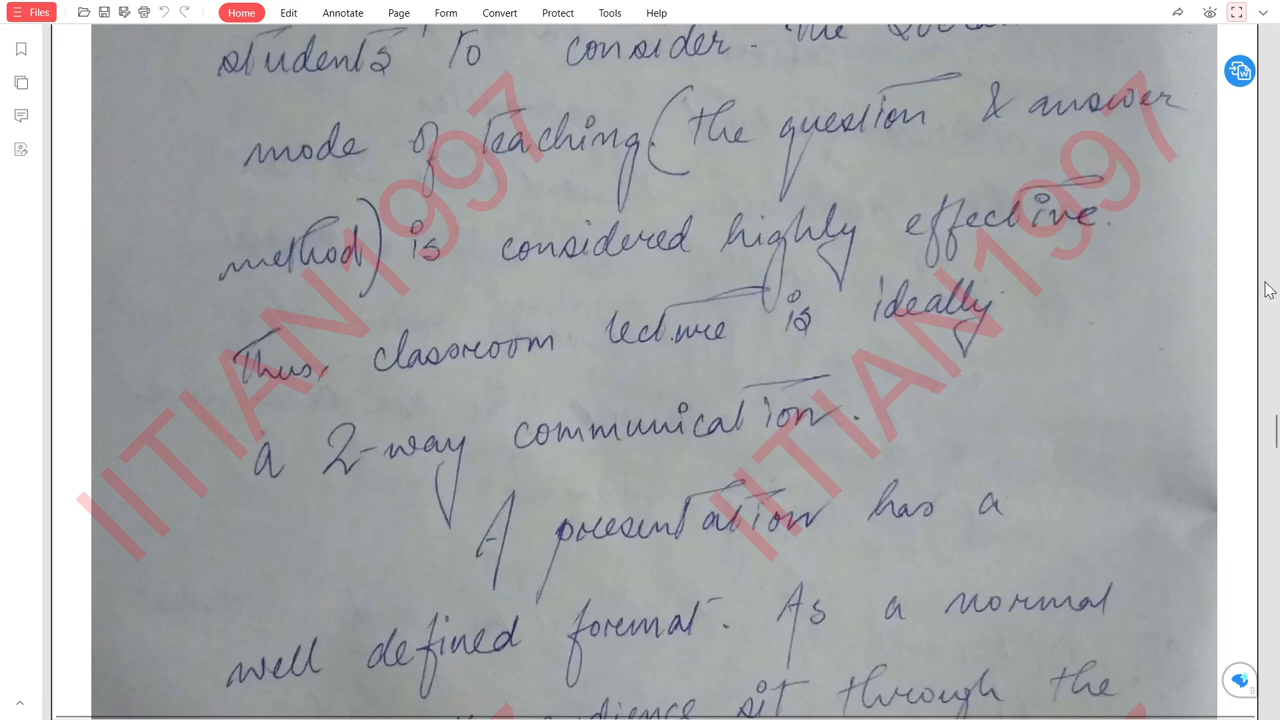 Files
Home Edit Annotate Page Form Convert Protect Tools Help
students to consider. The
mode of teaching (the question & answer
method) is considered highly effective.
Thus, classroom lecture is ideally
a 2-way communication.
A presentation has a
well defined format. As a normal
sit through the
IITIAN1997
IITIAN1997